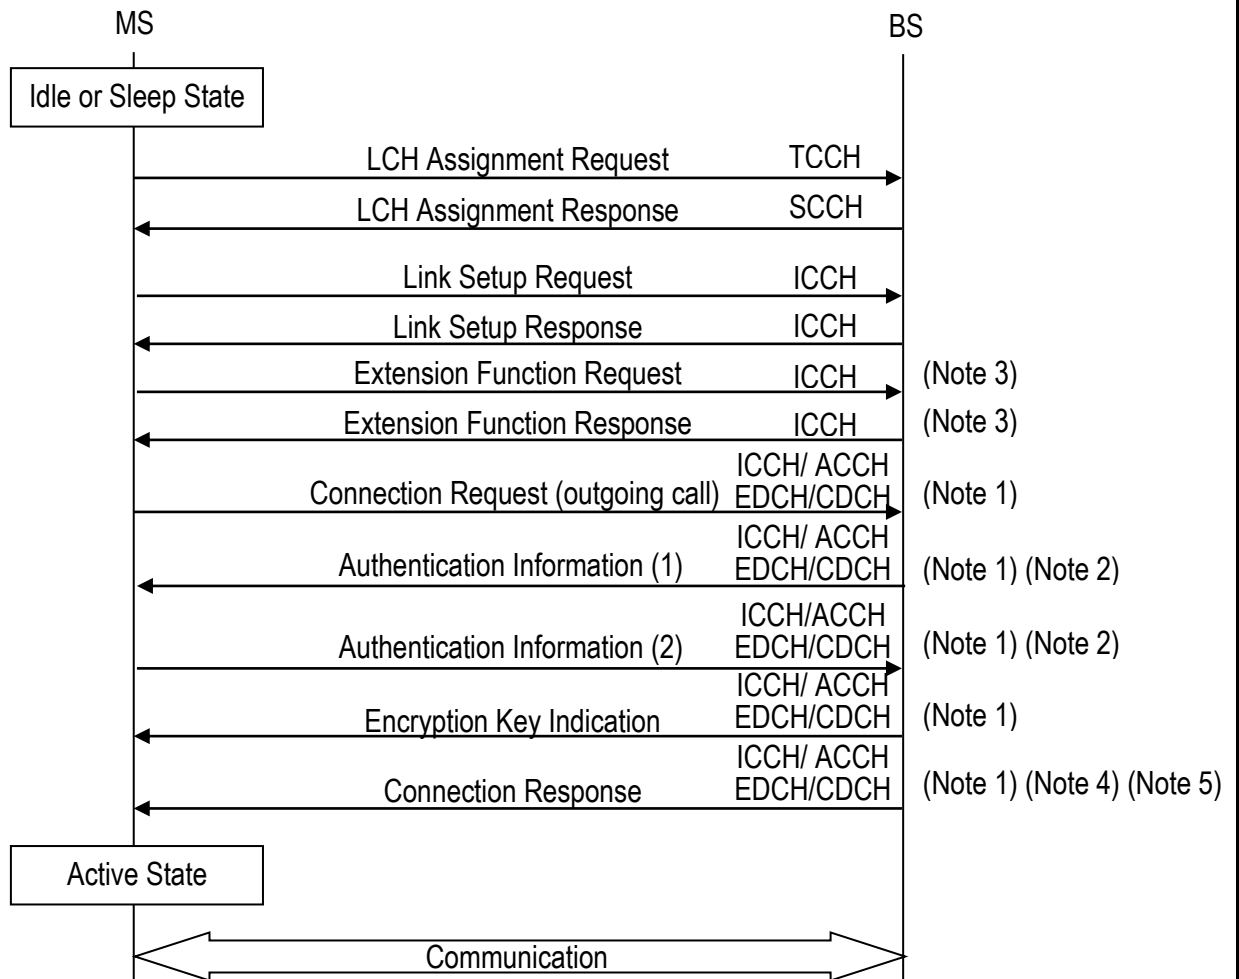 MS BS
Idle or Sleep State
LCH Assignment Request TCCH
LCH Assignment Response SCCH
Link Setup Request ICCH
Link Setup Response ICCH
Extension Function Request ICCH (Note 3)
Extension Function Response ICCH (Note 3)
ICCH/ ACCH
Connection Request (outgoing call) EDCH/CDCH (Note 1)
ICCH/ ACCH
Authentication Information (1) EDCH/CDCH (Note 1) (Note 2)
ICCH/ACCH
Authentication Information (2) EDCH/CDCH (Note 1) (Note 2)
ICCH/ ACCH
Encryption Key Indication EDCH/CDCH (Note 1)
ICCH/ ACCH
Connection Response EDCH/CDCH (Note 1) (Note 4) (Note 5)
Active State
Communication